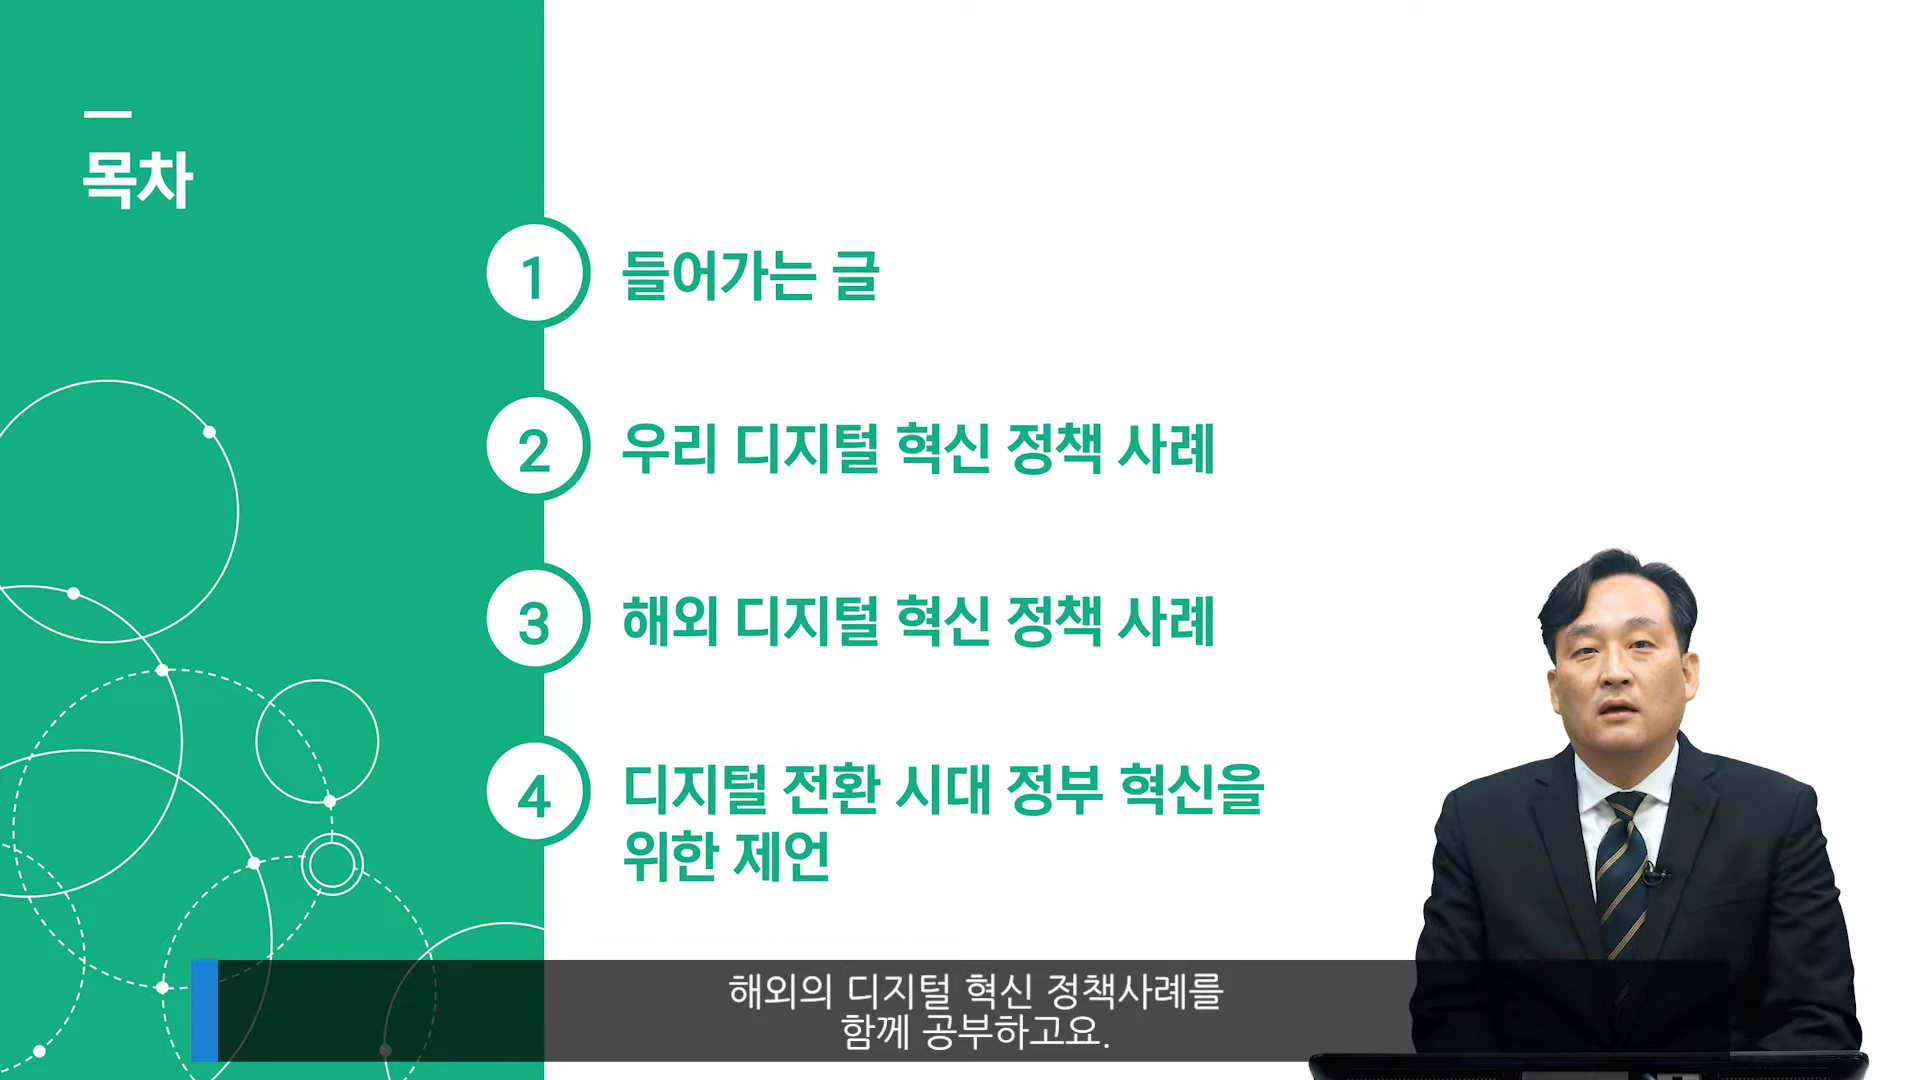 목차
1
들어가는 글
2
우리 디지털 혁신 정책 사례
3
해외 디지털 혁신 정책 사례
4
디지털 전환 시대 정부 혁신을
위한 제언
해외의 디지털 혁신 정책사례를
함께 공부하고요.